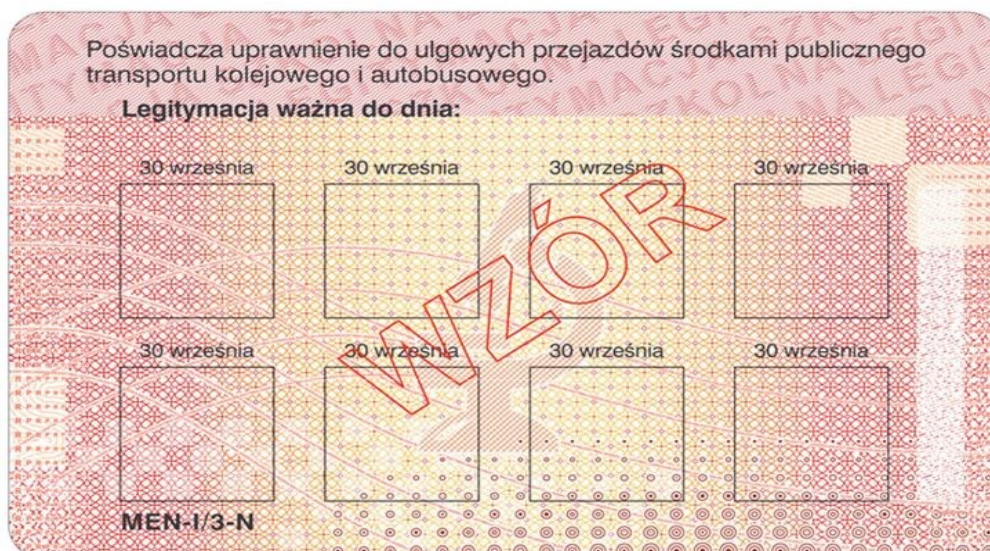 Poświadcza uprawnienie do ulgowych przejazdów środkami publicznego
transportu kolejowego i autobusowego.
Legitymacja ważna do dnia:
30 września 30 września 30 września 30 września
WZÓR
30 września 30 września 30 września 30 września
MEN-I/3-N